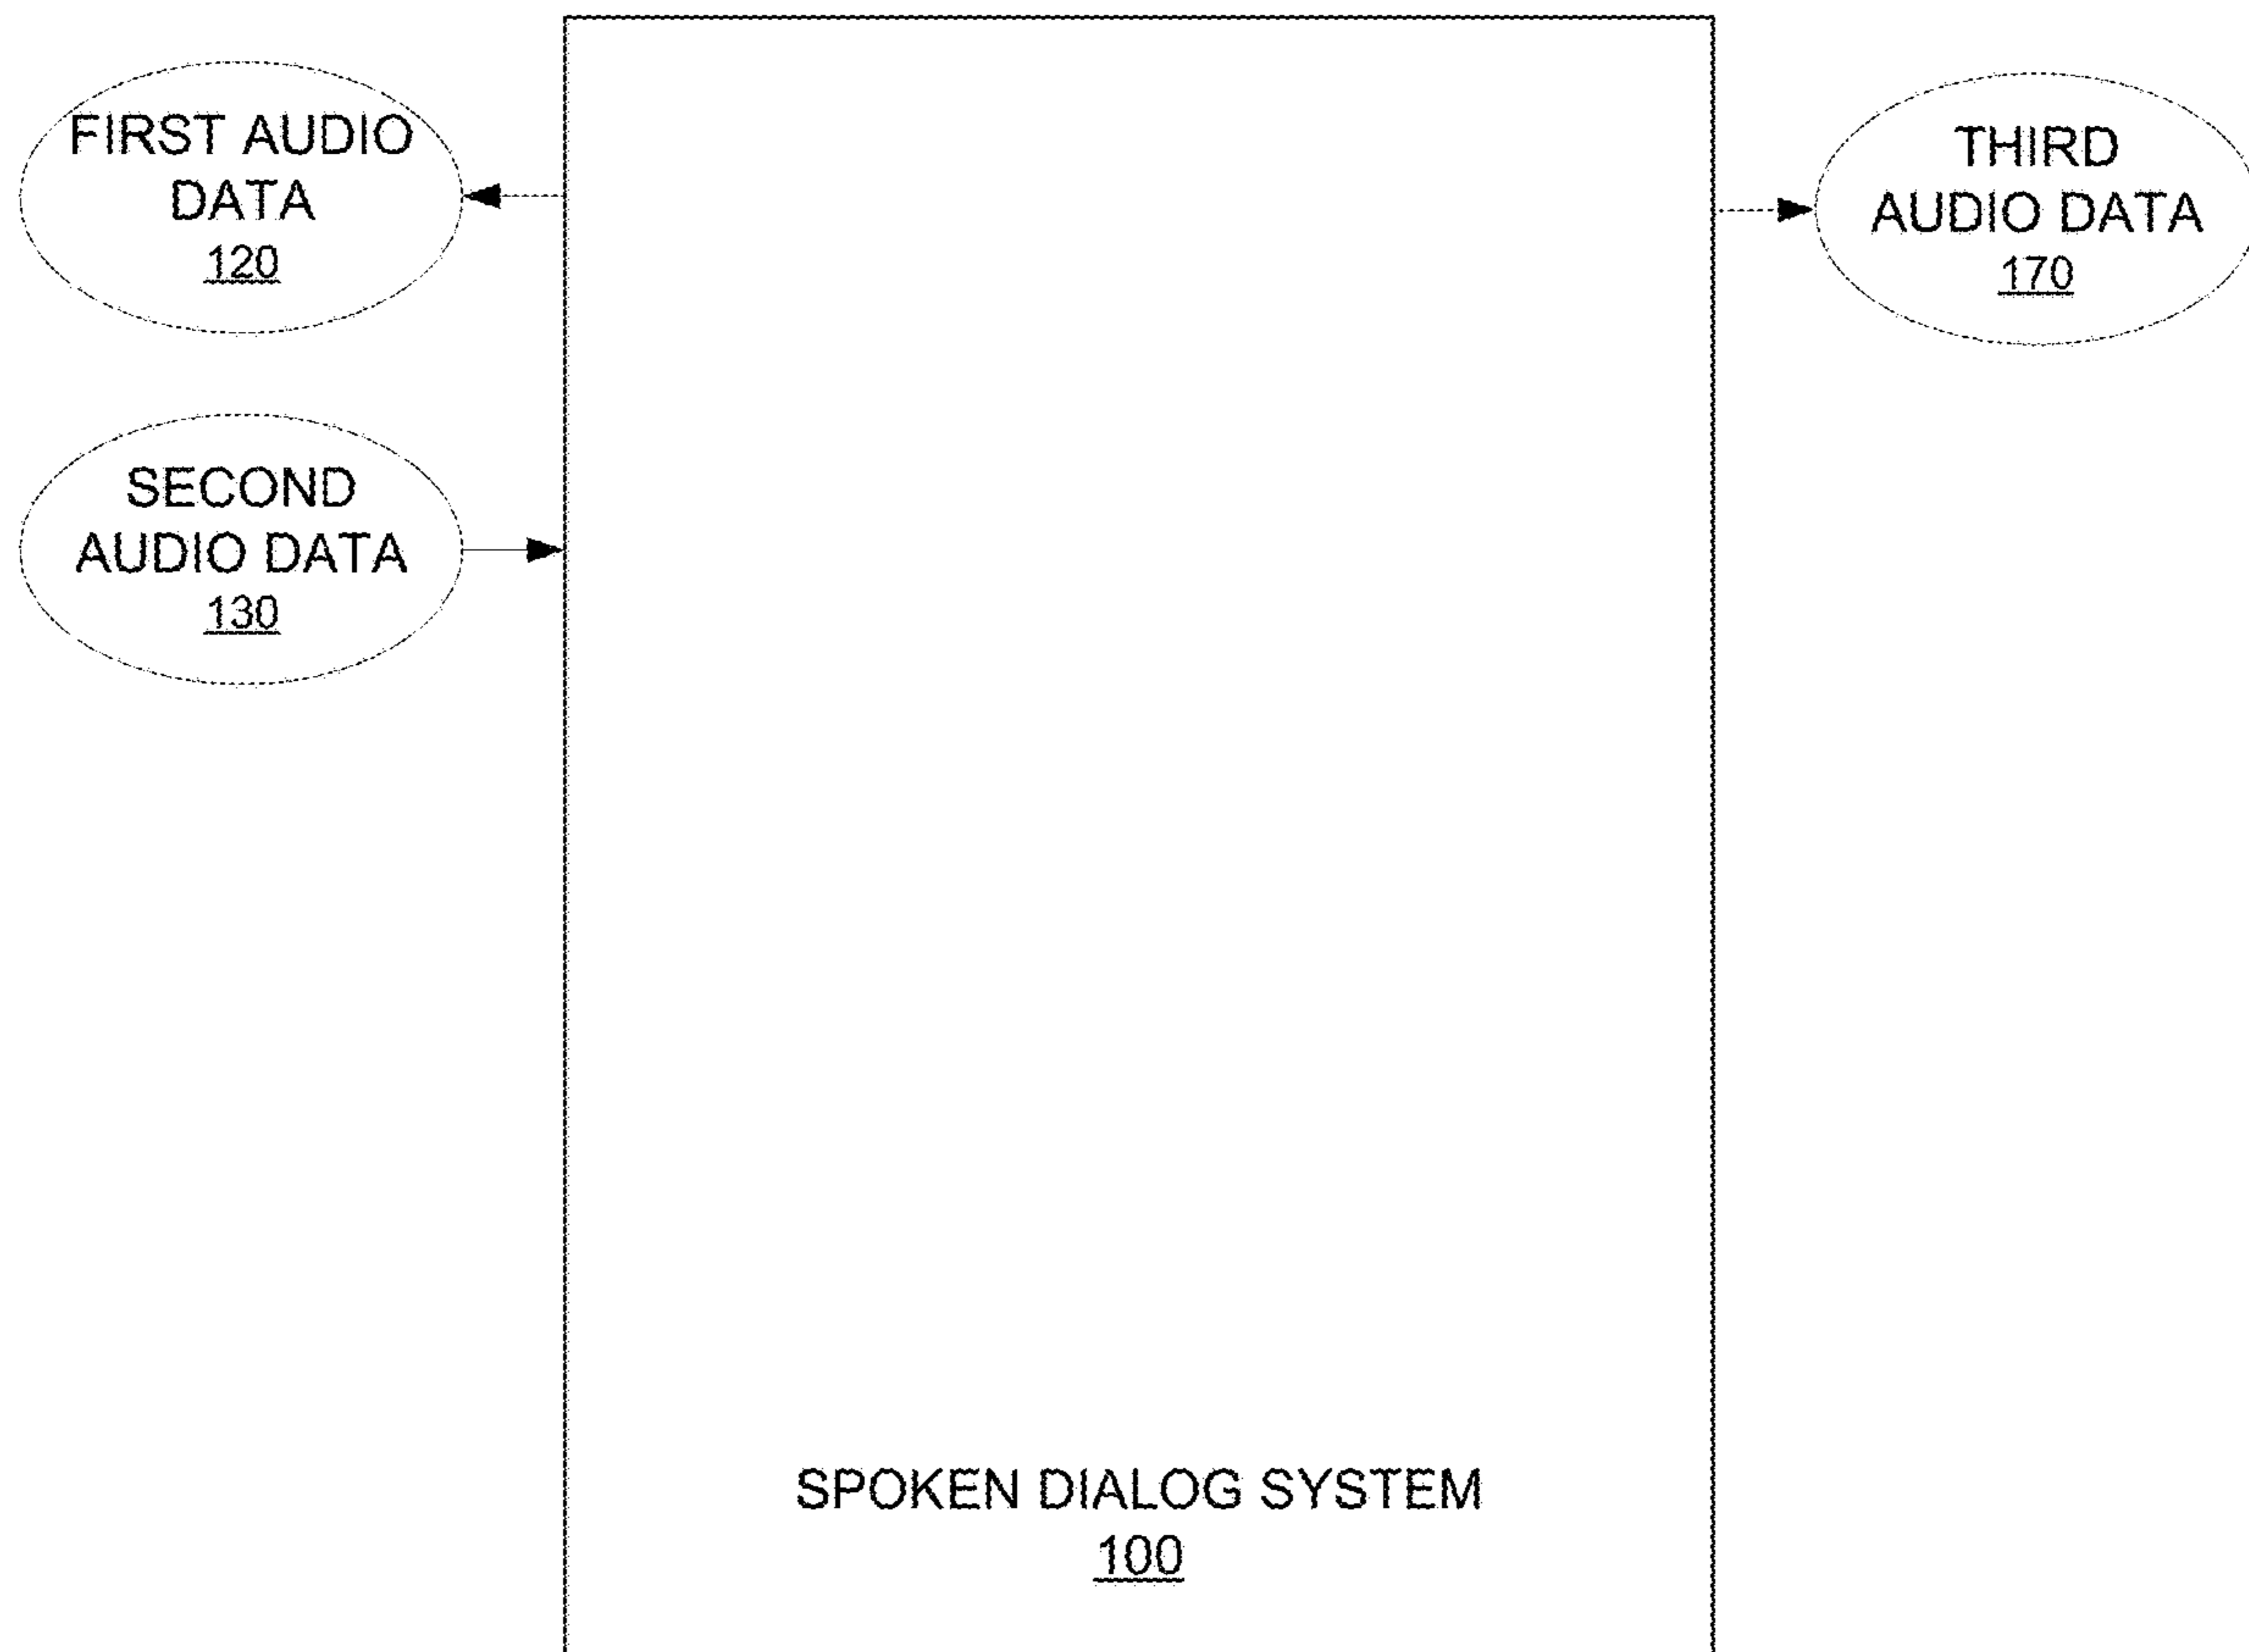 FIRST AUDIO
DATA
120
SECOND
AUDIO DATA
130
THIRD
AUDIO DATA
170
SPOKEN DIALOG SYSTEM
100